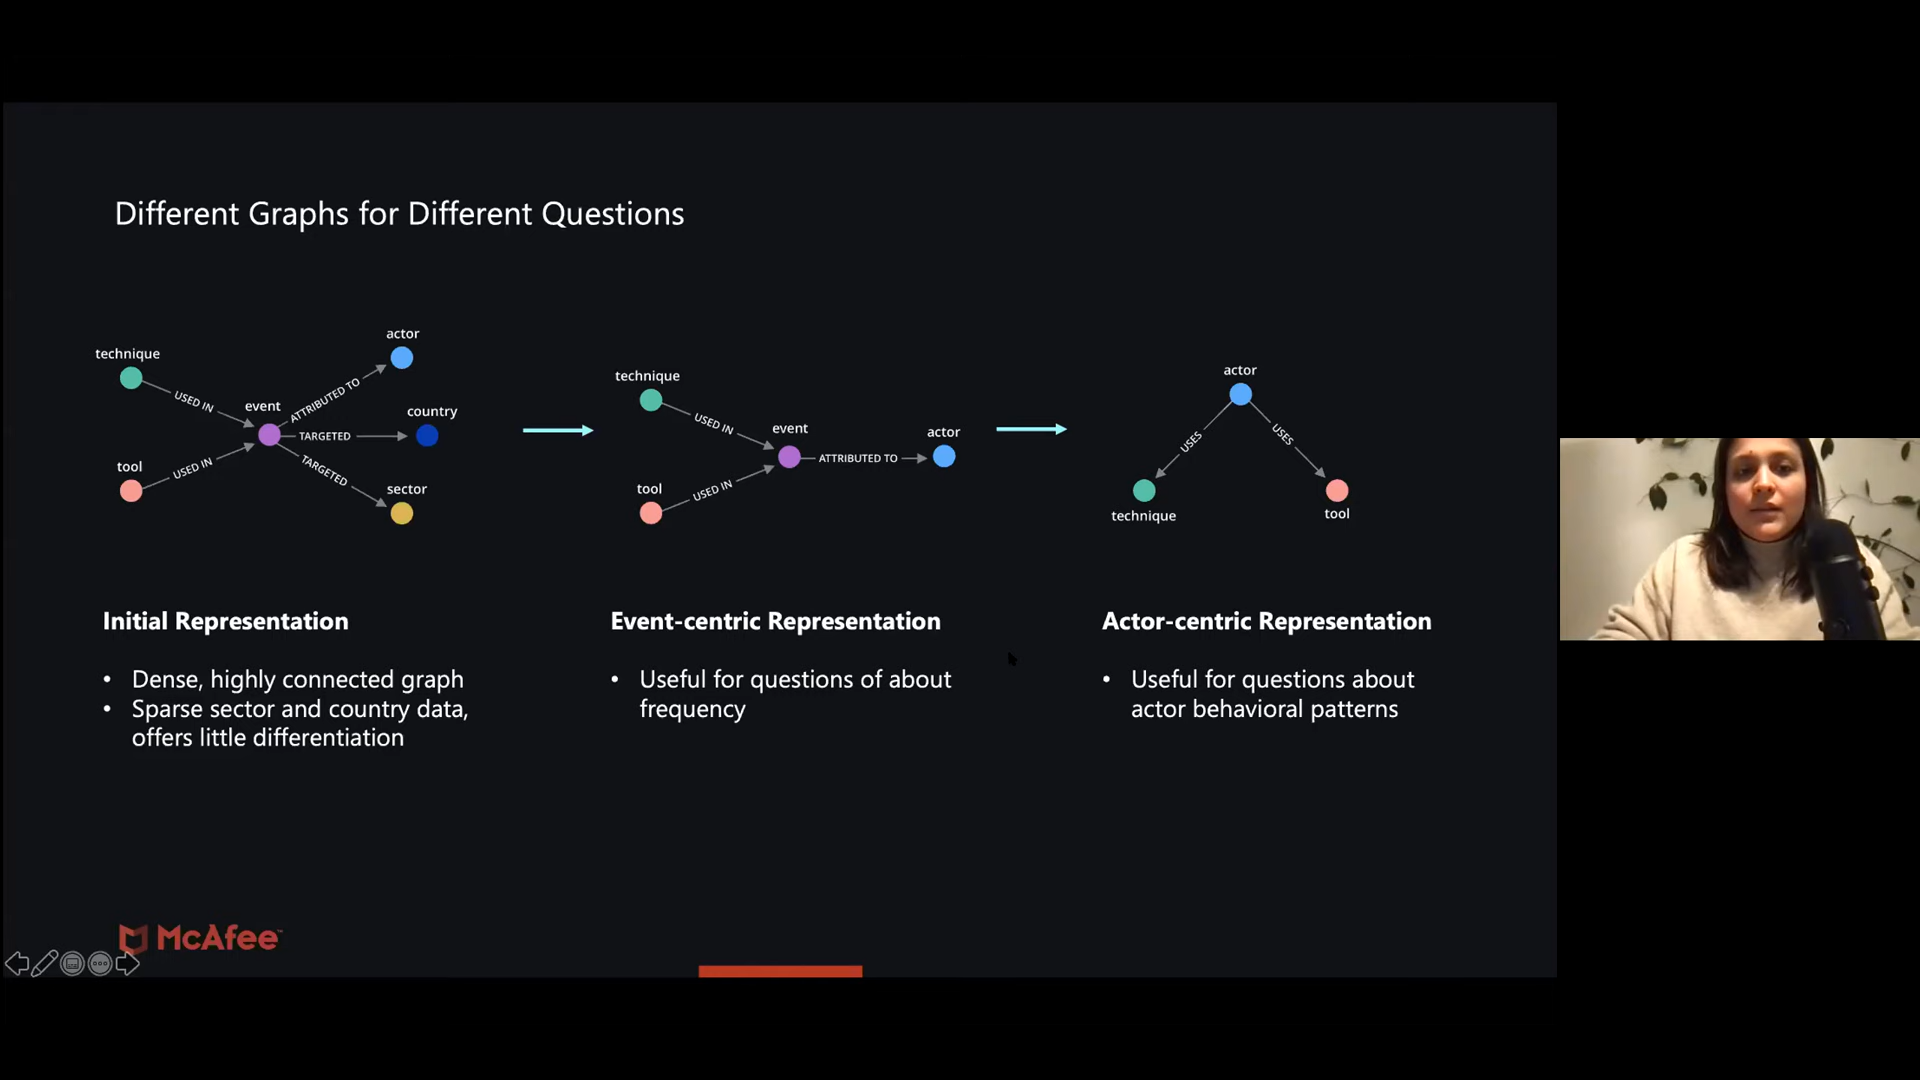 Different Graphs for Different Questions
technique
USED IN
tool
USED IN
event
ATTRIBUTED TO
actor
TARGETED
country
TARGETED
sector
technique
USED IN
tool
USED IN
event
ATTRIBUTED TO
actor
actor
USES
USES
technique
tool
Initial Representation
• Dense, highly connected graph
• Sparse sector and country data,
offers little differentiation
Event-centric Representation
• Useful for questions of about
frequency
Actor-centric Representation
• Useful for questions about
actor behavioral patterns
McAfee™